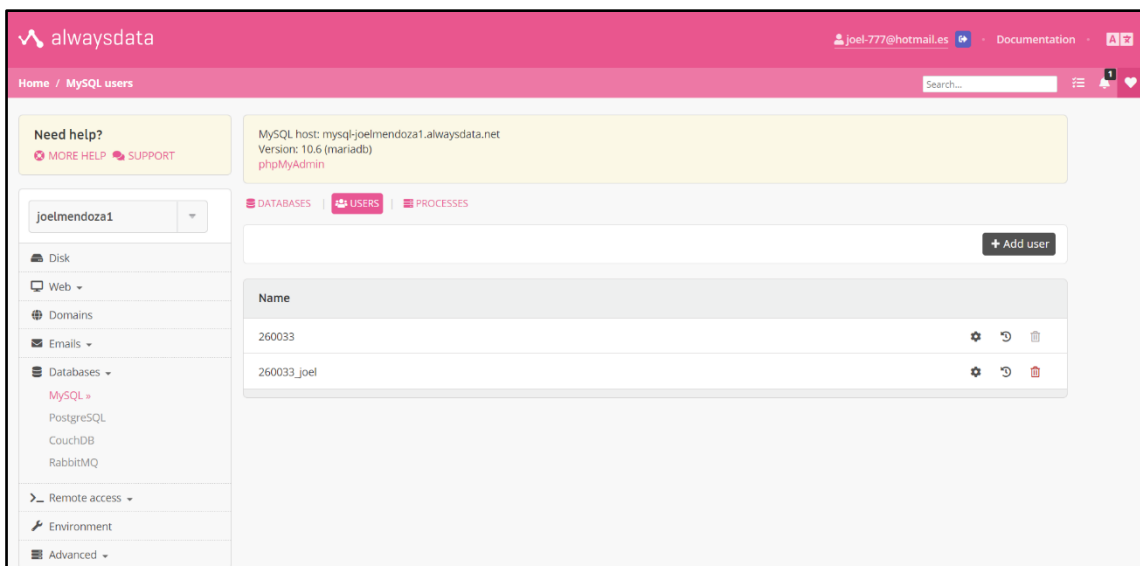 alwaysdata
joel-777@hotmail.es · Documentation ·
Home / MySQL users
Search...
1
Need help?
MORE HELP SUPPORT
MySQL host: mysql-joelmendoza1.alwaysdata.net
Version: 10.6 (mariadb)
phpMyAdmin
joelmendoza1
DATABASES | USERS | PROCESSES
+ Add user
Disk
Web
Domains
Emails
Databases
MySQL »
PostgreSQL
CouchDB
RabbitMQ
Remote access
Environment
Advanced
Name
260033
260033_joel